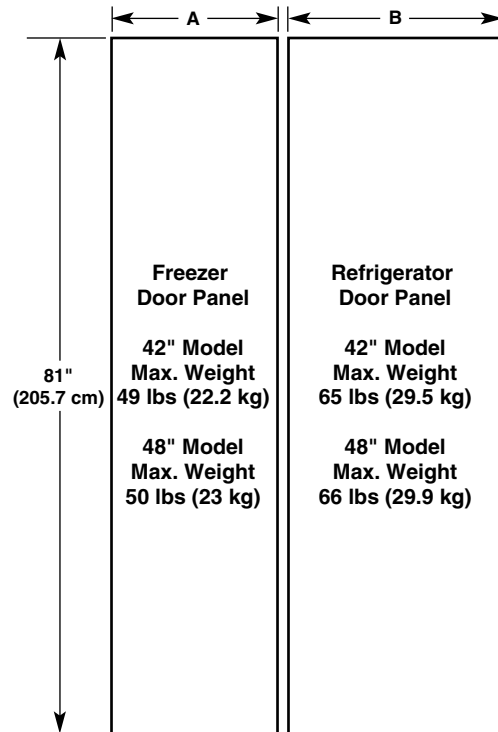 A
B
Freezer
Door Panel
42" Model
Max. Weight
49 lbs (22.2 kg)
48" Model
Max. Weight
50 lbs (23 kg)
Refrigerator
Door Panel
42" Model
Max. Weight
65 lbs (29.5 kg)
48" Model
Max. Weight
66 lbs (29.9 kg)
81"
(205.7 cm)